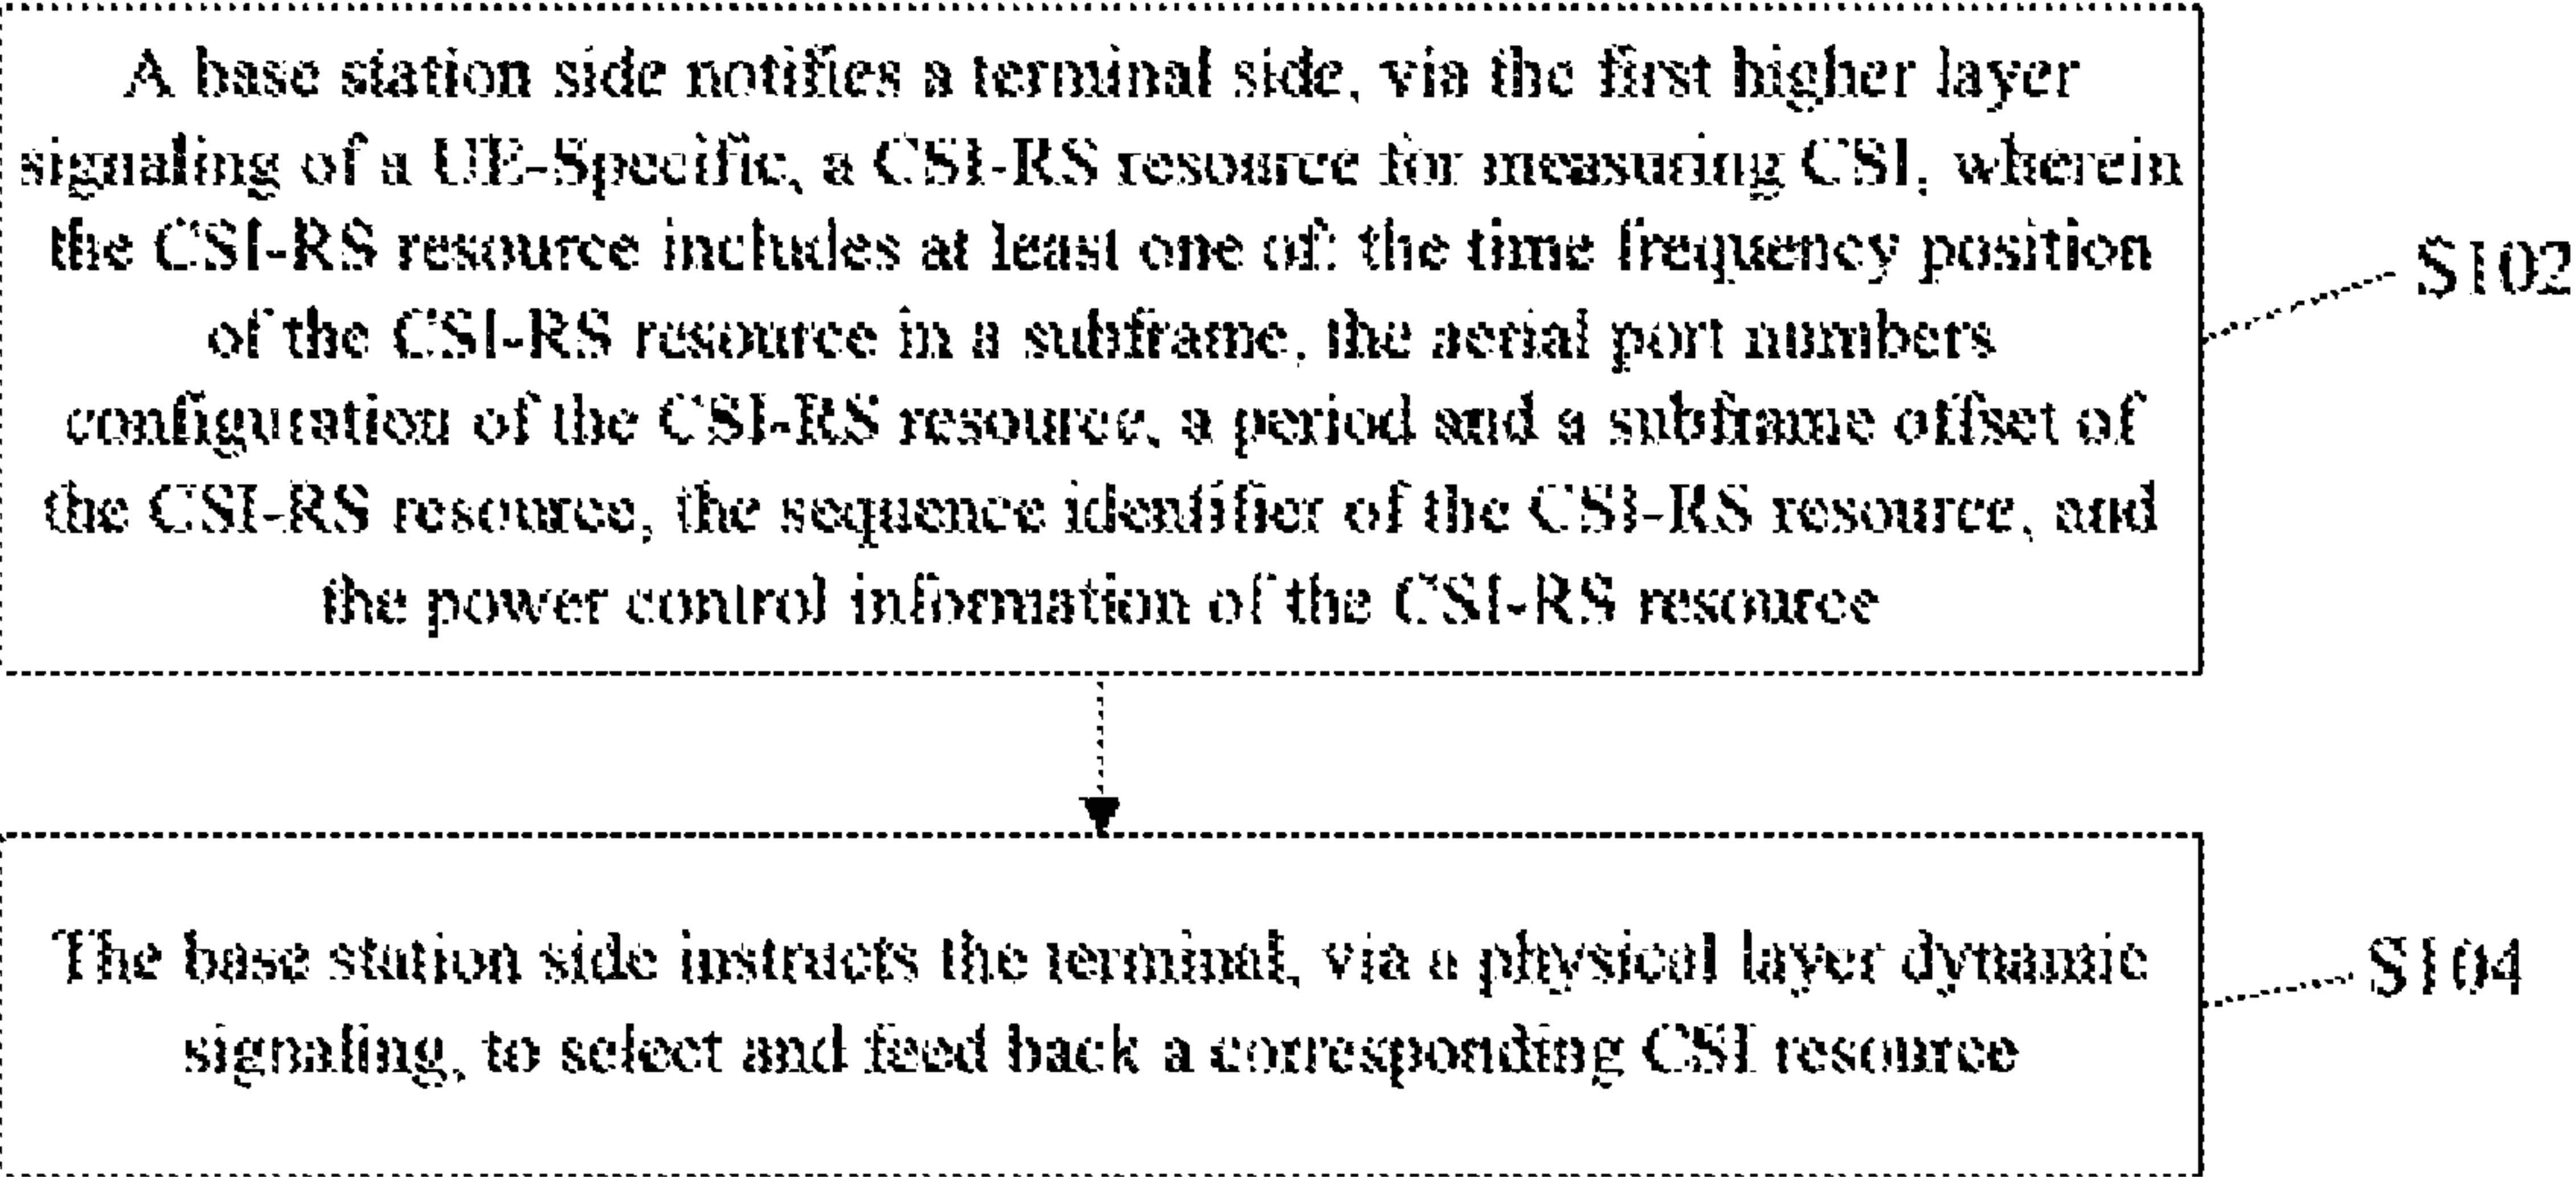 A base station side notifies a terminal side, via the first higher layer
signaling of a UE-Specific, a CSI-RS resource for measuring CSI, wherein
the CSI-RS resource includes at least one of: the time frequency position
of the CSI-RS resource in a subframe, the aerial port numbers
configuration of the CSI-RS resource, a period and a subframe offset of
the CSI-RS resource, the sequence identifier of the CSI-RS resource, and
the power control information of the CSI-RS resource
S102
The base station side instructs the terminal, via a physical layer dynamic
signaling, to select and feed back a corresponding CSI resource
S104